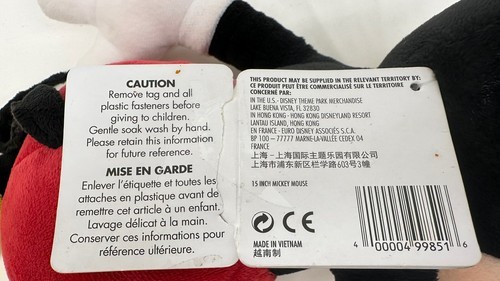 CAUTION
Remove tag and all
plastic fasteners before
giving to children.
Gentle soak wash by hand.
Please retain this information
for future reference.
MISE EN GARDE
Enlever l'étiquette et toutes les
attaches en plastique avant de
remettre cet article à un enfant.
Lavage délicat à la main.
Conserver ces informations pour
référence ultérieure.
THIS PRODUCT MAY BE SUPPLIED IN THE RELEVANT TERRITORY BY:
CE PRODUIT PEUT ÊTRE COMMERCIALISÉ SUR LE TERRITOIRE
CONCERNÉ PAR:
IN THE U.S.- DISNEY THEME PARK MERCHANDISE
LAKE BUENA VISTA, FL 32830
IN HONG KONG - HONG KONG DISNEYLAND RESORT
LANTAU ISLAND, HONG KONG
EN FRANCE - EURO DISNEY ASSOCIÉS S.C.A.
BP 100 -- 77777 MARNE-LA-VALLÉE CEDEX 04
FRANCE
上海 - 上海国际主题乐园有限公司
上海市浦东新区栏学路603号3幢
15 INCH MICKEY MOUSE
CE
MADE IN VIETNAM
越南制
4 00004 99851 6